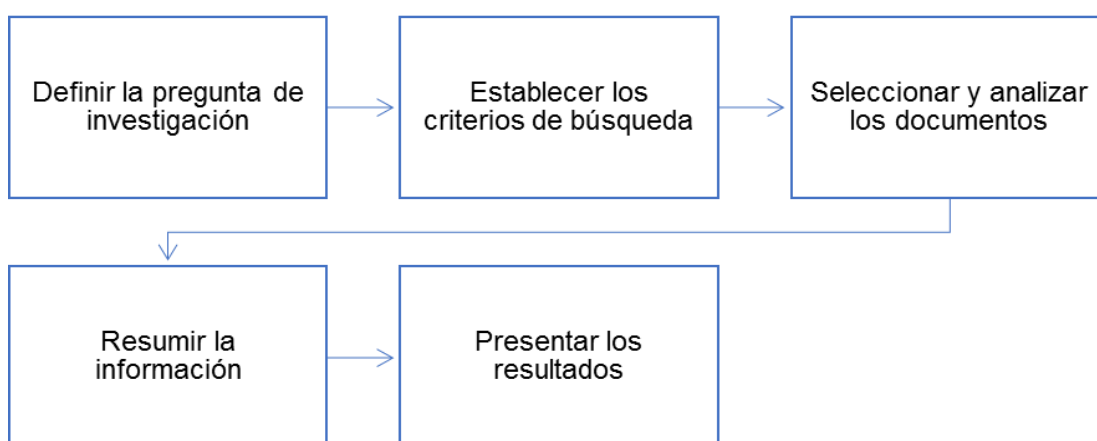 Definir la pregunta de
investigación
Establecer los
criterios de búsqueda
Seleccionar y analizar
los documentos
Resumir la
información
Presentar los
resultados